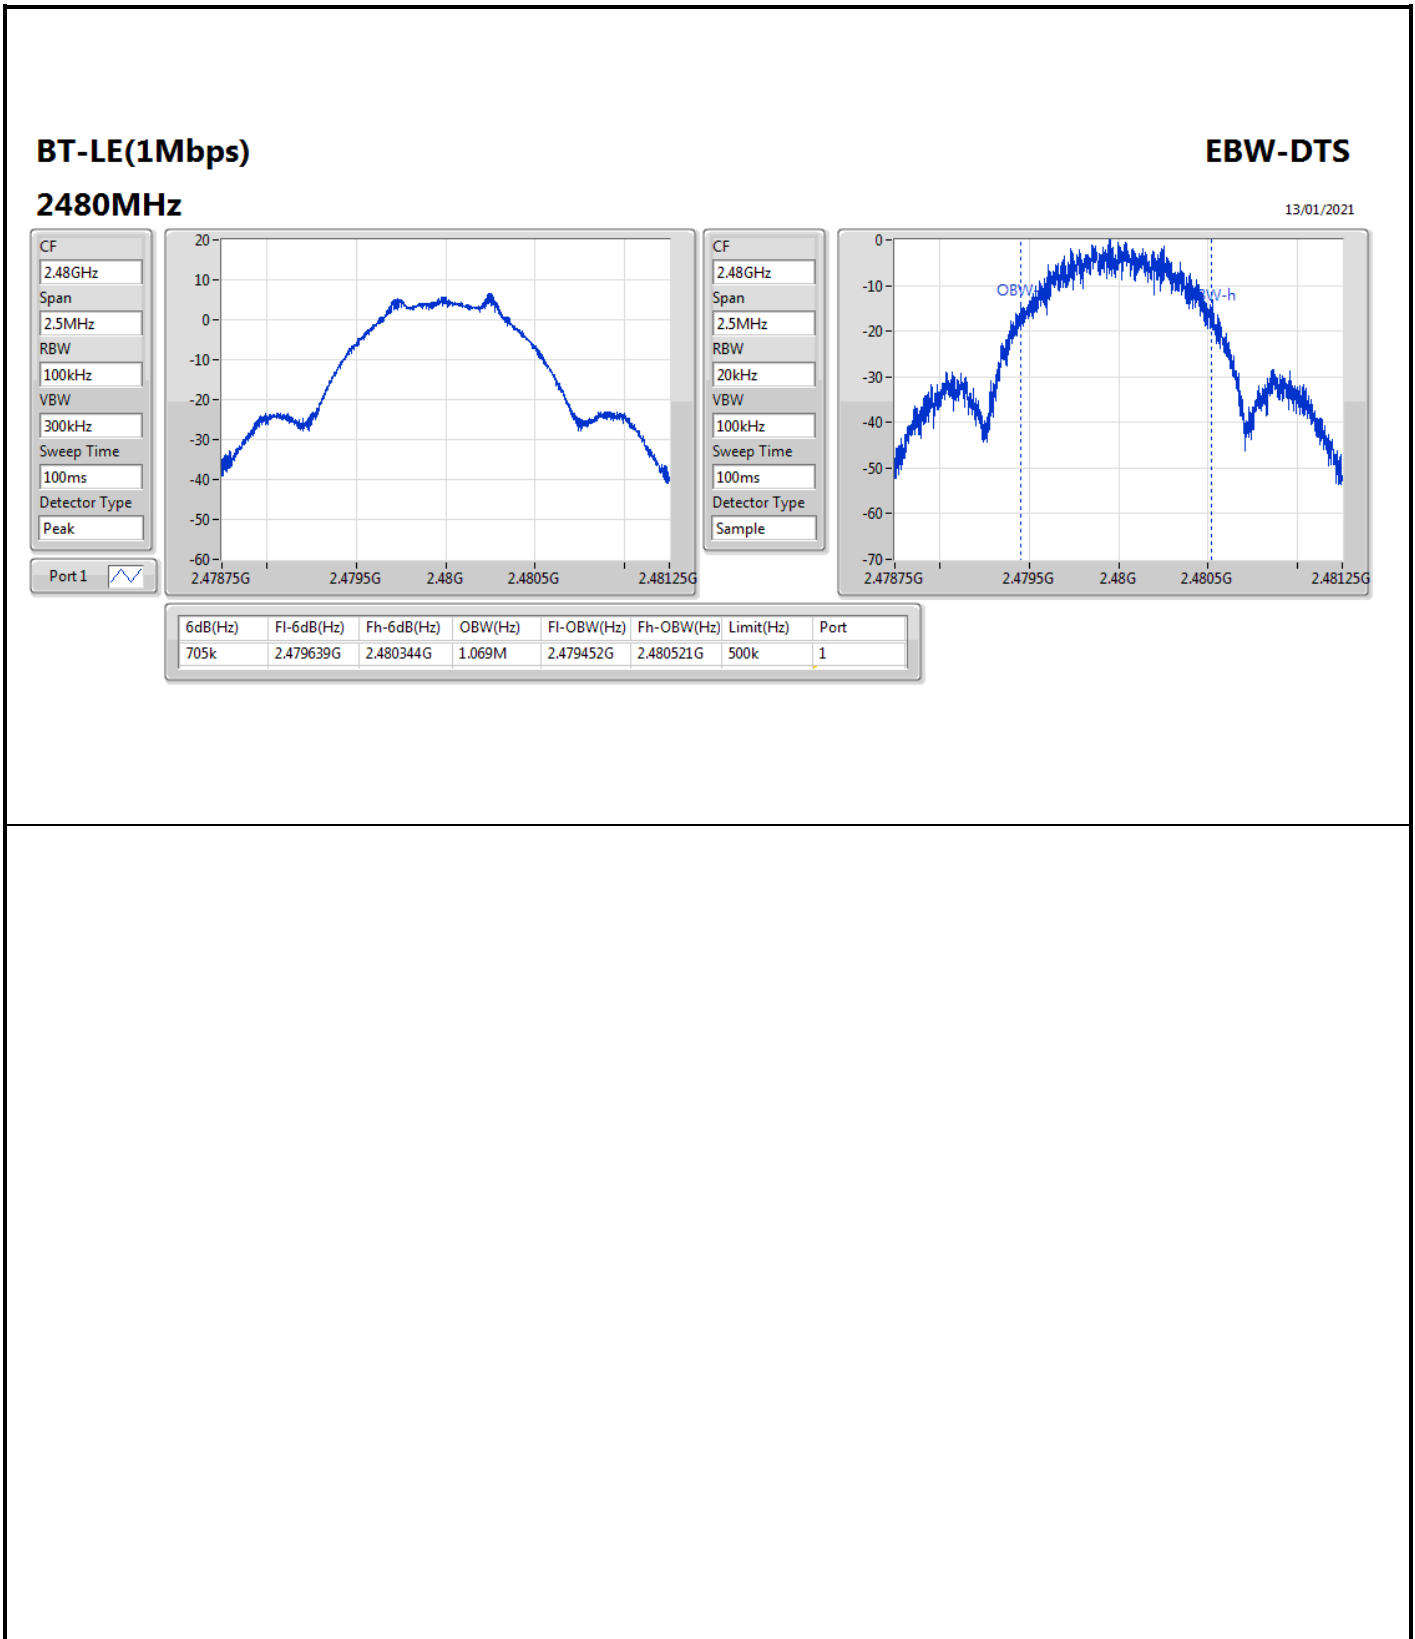 BT-LE(1Mbps)
EBW-DTS
2480MHz
13/01/2021
CF
2.48GHz
Span
2.5MHz
RBW
100kHz
VBW
300kHz
Sweep Time
100ms
Detector Type
Peak
Port 1
20
10
0
-10
-20
-30
-40
-50
-60
2.47875G 2.4795G 2.48G 2.4805G 2.48125G
CF
2.48GHz
Span
2.5MHz
RBW
20kHz
VBW
100kHz
Sweep Time
100ms
Detector Type
Sample
0
-10
-20
-30
-40
-50
-60
-70
2.47875G 2.4795G 2.48G 2.4805G 2.48125G
6dB(Hz) Fl-6dB(Hz) Fh-6dB(Hz) OBW(Hz) Fl-OBW(Hz) Fh-OBW(Hz) Limit(Hz) Port
705k 2.479639G 2.480344G 1.069M 2.479452G 2.480521G 500k 1